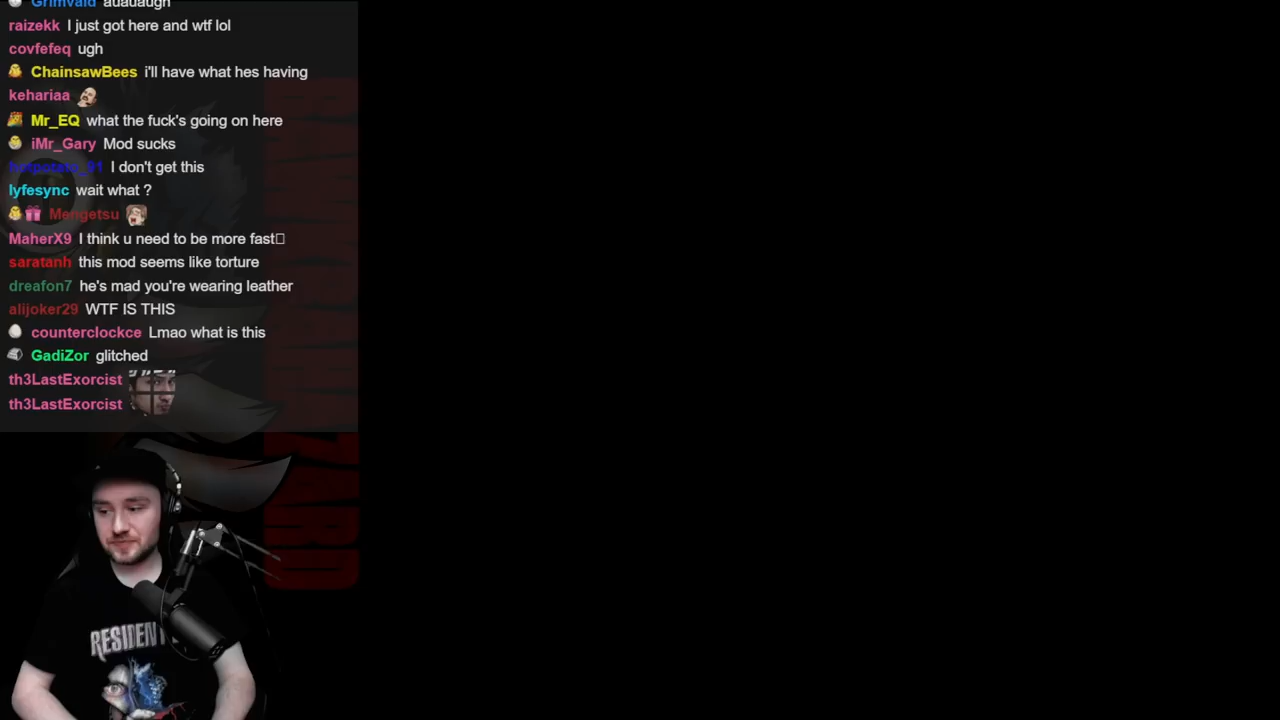 Grimvald auauaugh
raizekk I just got here and wtf lol
covfefeq ugh
ChainsawBees i'll have what hes having
kehariaa
Mr_EQ what the fuck's going on here
iMr_Gary Mod sucks
hotpotato_91 I don't get this
lyfesync wait what ?
Mengetsu
MaherX9 I think u need to be more fast
saratanh this mod seems like torture
dreafon7 he's mad you're wearing leather
alijoker29 WTF IS THIS
counterclockce Lmao what is this
GadiZor glitched
th3LastExorcist
th3LastExorcist
RESIDENT